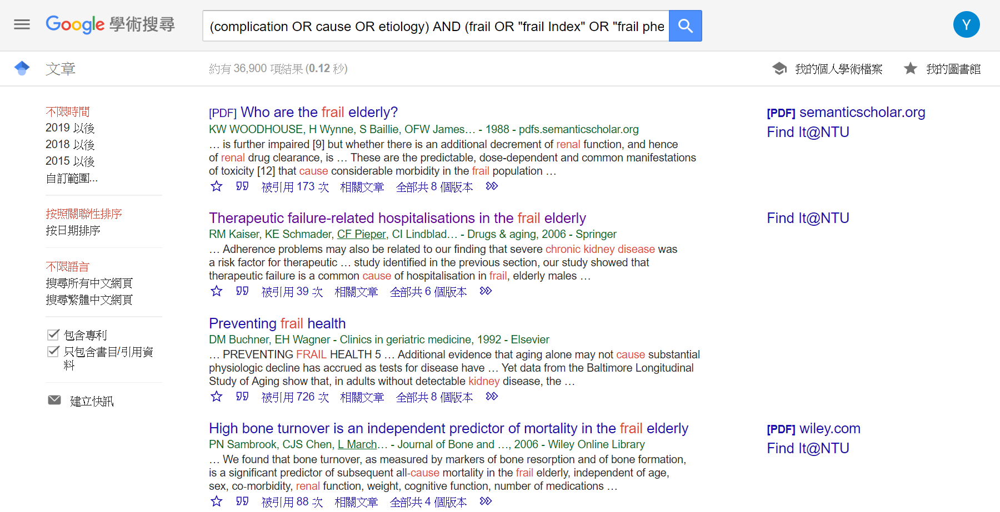 Google 學術搜尋
(complication OR cause OR etiology) AND (frail OR "frail Index" OR "frail phe
Y
文章
約有 36,900 項結果 (0.12 秒)
我的個人學術檔案
我的圖書館
不限時間
2019 以後
2018 以後
2015 以後
自訂範圍...
按照關聯性排序
按日期排序
不限語言
搜尋所有中文網頁
搜尋繁體中文網頁
包含專利
只包含書目/引用資
料
建立快訊
[PDF] Who are the frail elderly?
KW WOODHOUSE, H Wynne, S Baillie, OFW James… - 1988 - pdfs.semanticscholar.org
… is further impaired [9] but whether there is an additional decrement of renal function, and hence
of renal drug clearance, is … These are the predictable, dose-dependent and common manifestations
of toxicity [12] that cause considerable morbidity in the frail population …
被引用 173 次 相關文章 全部共 8 個版本
[PDF] semanticscholar.org
Find It@NTU
Therapeutic failure-related hospitalisations in the frail elderly
RM Kaiser, KE Schmader, CF Pieper, CI Lindblad… - Drugs & aging, 2006 - Springer
… Adherence problems may also be related to our finding that severe chronic kidney disease was
a risk factor for therapeutic … study identified in the previous section, our study showed that
therapeutic failure is a common cause of hospitalisation in frail, elderly males …
被引用 39 次 相關文章 全部共 6 個版本
Find It@NTU
Preventing frail health
DM Buchner, EH Wagner - Clinics in geriatric medicine, 1992 - Elsevier
… PREVENTING FRAIL HEALTH 5 … Additional evidence that aging alone may not cause substantial
physiologic decline has accrued as tests for disease have … Yet data from the Baltimore Longitudinal
Study of Aging show that, in adults without detectable kidney disease, the …
被引用 726 次 相關文章 全部共 8 個版本
High bone turnover is an independent predictor of mortality in the frail elderly
PN Sambrook, CJS Chen, L March… - Journal of Bone and …, 2006 - Wiley Online Library
… We found that bone turnover, as measured by markers of bone resorption and of bone formation,
is a significant predictor of subsequent all-cause mortality in the frail elderly, independent of age,
sex, co-morbidity, renal function, weight, cognitive function, number of medications …
被引用 88 次 相關文章 全部共 4 個版本
[PDF] wiley.com
Find It@NTU